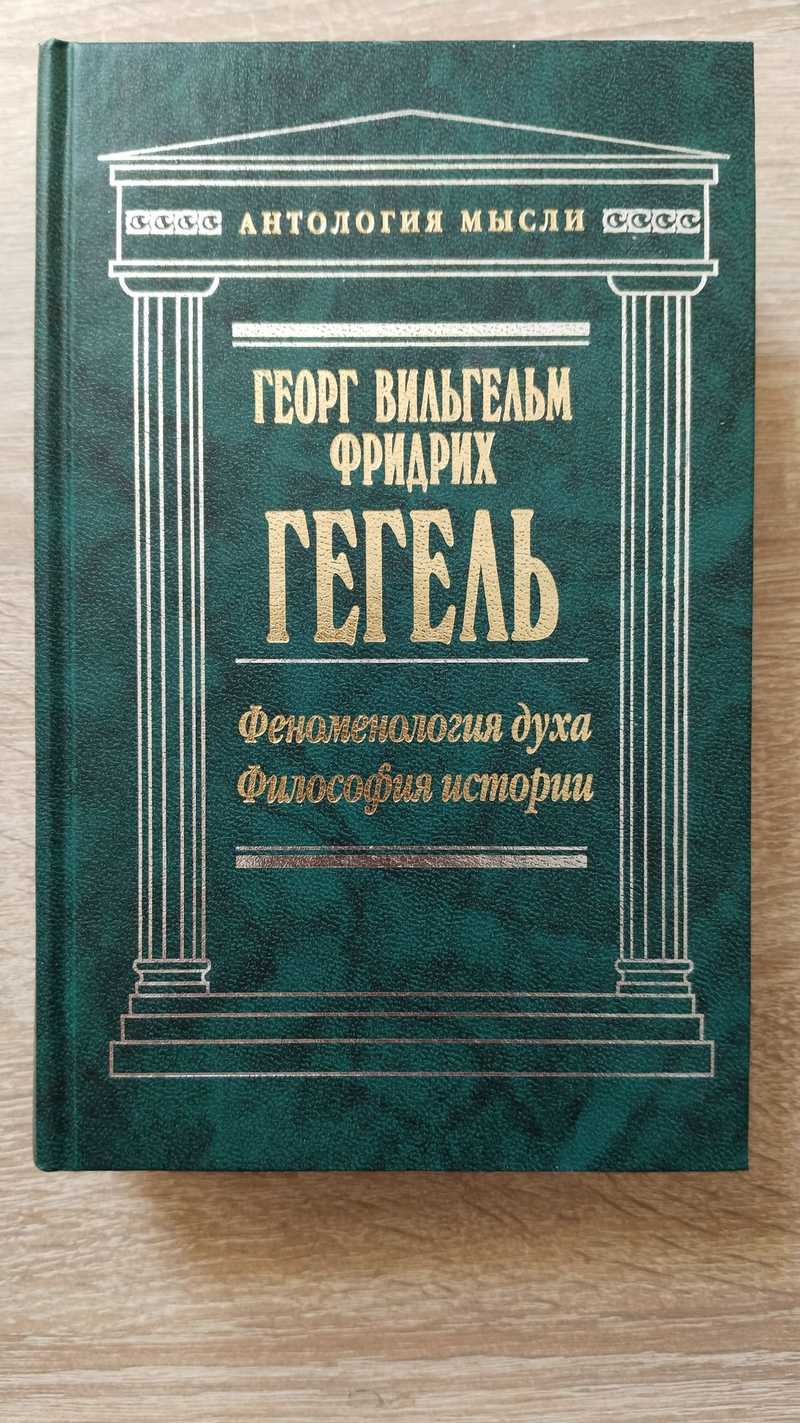 АНТОЛОГИЯ МЫСЛИ
ГЕОРГ ВИЛЬГЕЛЬМ
ФРИДРИХ
ГЕГЕЛЬ
Феноменология духа
Философия истории